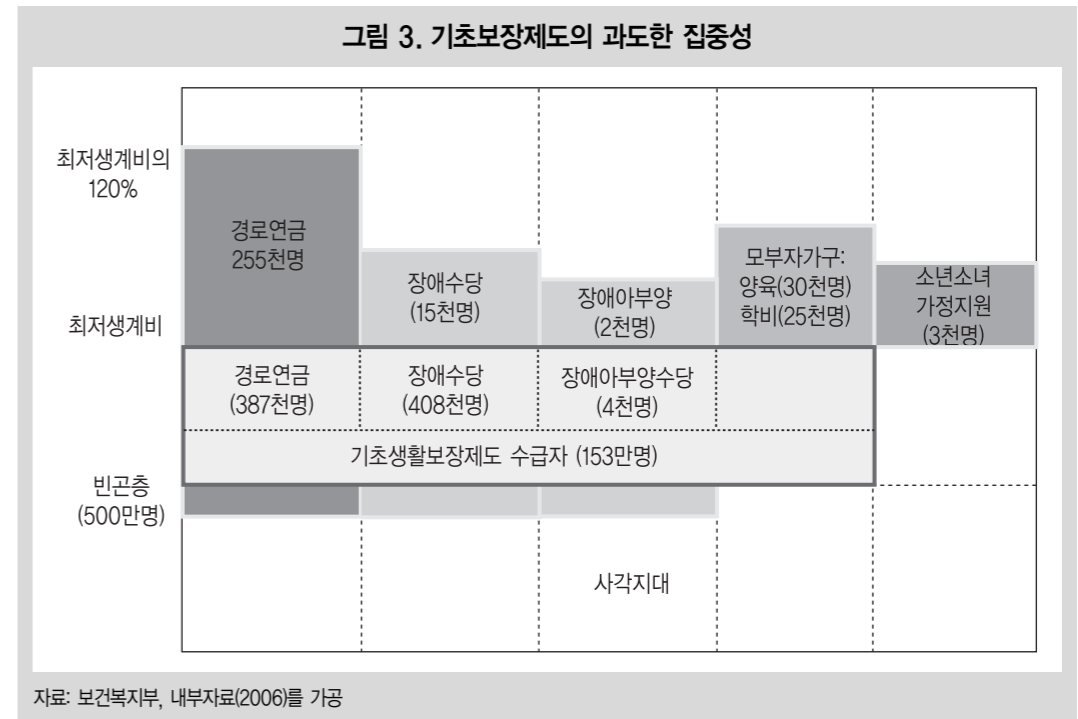 그림 3. 기초보장제도의 과도한 집중성
최저생계비의
120%
경로연금
255천명
장애수당
(15천명)
장애아부양
(2천명)
모부자가구:
양육(30천명)
학비(25천명)
소년소녀
가정지원
(3천명)
최저생계비
경로연금
(387천명)
장애수당
(408천명)
장애아부양수당
(4천명)
기초생활보장제도 수급자 (153만명)
빈곤층
(500만명)
사각지대
자료: 보건복지부, 내부자료(2006)를 가공